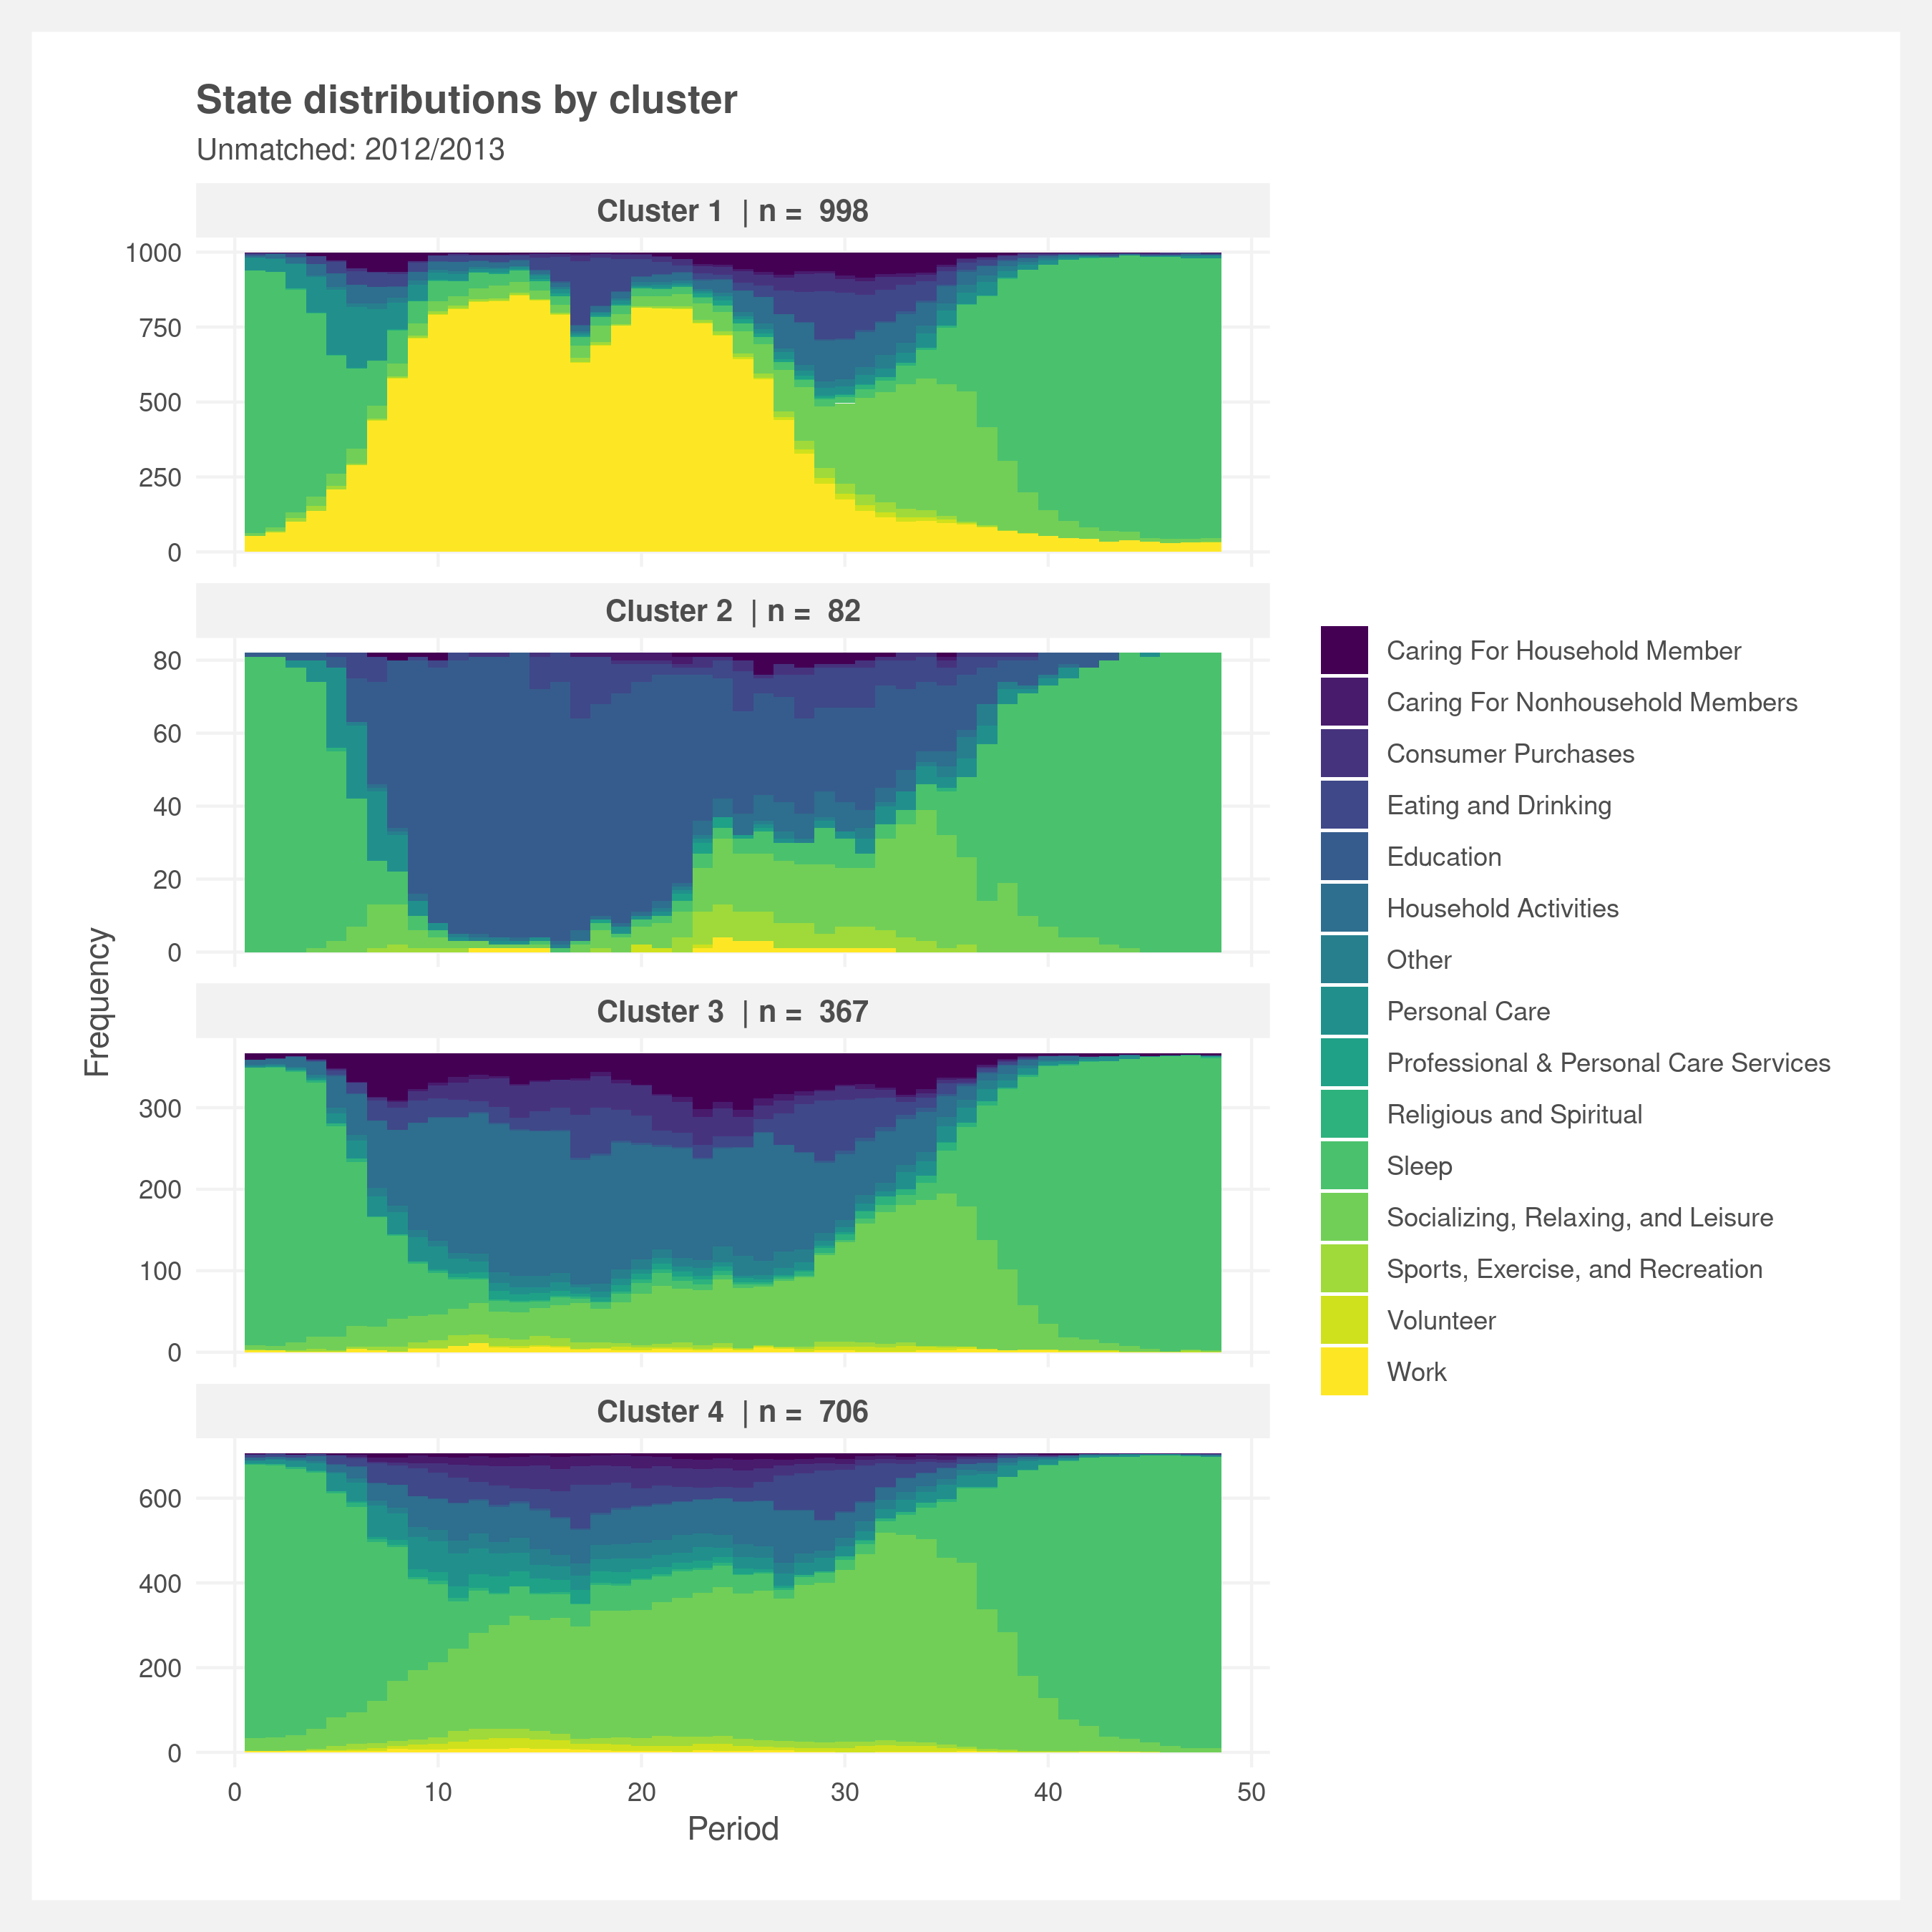 State distributions by cluster
Unmatched: 2012/2013
Cluster 1 | n = 998
1000
750
500
250
0
Cluster 2 | n = 82
80
60
40
20
0
Cluster 3 | n = 367
300
200
100
0
Cluster 4 | n = 706
600
400
200
0
0 10 20 30 40 50
Period
Frequency
Caring For Household Member
Caring For Nonhousehold Members
Consumer Purchases
Eating and Drinking
Education
Household Activities
Other
Personal Care
Professional & Personal Care Services
Religious and Spiritual
Sleep
Socializing, Relaxing, and Leisure
Sports, Exercise, and Recreation
Volunteer
Work